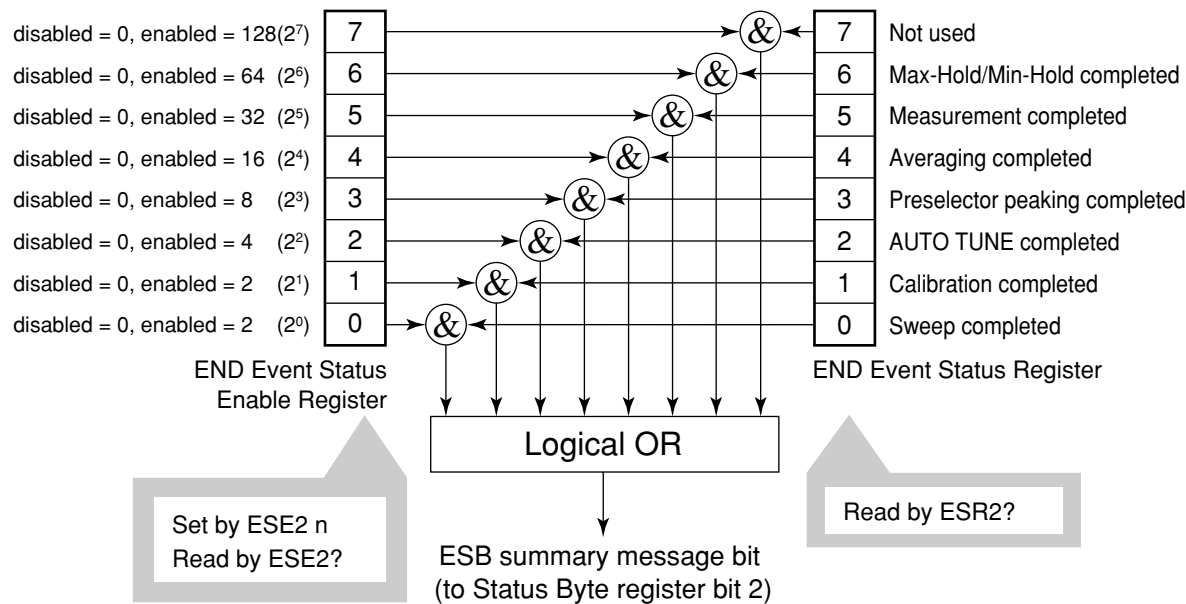 disabled = 0, enabled = 128(2⁷) 7 & 7 Not used
disabled = 0, enabled = 64 (2⁶) 6 & 6 Max-Hold/Min-Hold completed
disabled = 0, enabled = 32 (2⁵) 5 & 5 Measurement completed
disabled = 0, enabled = 16 (2⁴) 4 & 4 Averaging completed
disabled = 0, enabled = 8 (2³) 3 & 3 Preselector peaking completed
disabled = 0, enabled = 4 (2²) 2 & 2 AUTO TUNE completed
disabled = 0, enabled = 2 (2¹) 1 & 1 Calibration completed
disabled = 0, enabled = 2 (2⁰) 0 & 0 Sweep completed
END Event Status
Enable Register
END Event Status Register
Logical OR
Set by ESE2 n
Read by ESE2?
Read by ESR2?
ESB summary message bit
(to Status Byte register bit 2)